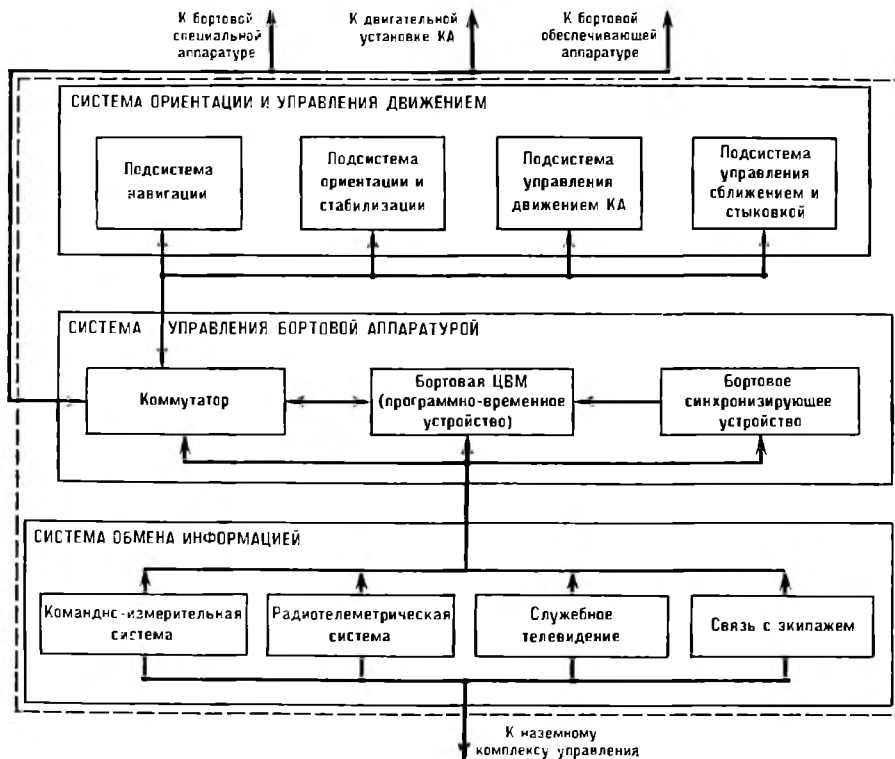 К бортовой
специальной
аппаратуре
К двигательной
установке КА
К бортовой
обеспечивающей
аппаратуре
СИСТЕМА ОРИЕНТАЦИИ И УПРАВЛЕНИЯ ДВИЖЕНИЕМ
Подсистема
навигации
Подсистема
ориентации и
стабилизации
Подсистема
управления
движением КА
Подсистема
управления
сближением и
стыковкой
СИСТЕМА УПРАВЛЕНИЯ БОРТОВОЙ АППАРАТУРОЙ
Коммутатор
Бортовая ЦВМ
(программно-временное
устройство)
Бортовое
синхронизирующее
устройство
СИСТЕМА ОБМЕНА ИНФОРМАЦИЕЙ
Командно-измерительная
система
Радиотелеметрическая
система
Служебное
телевидение
Связь с экипажем
К наземному
комплексу управления